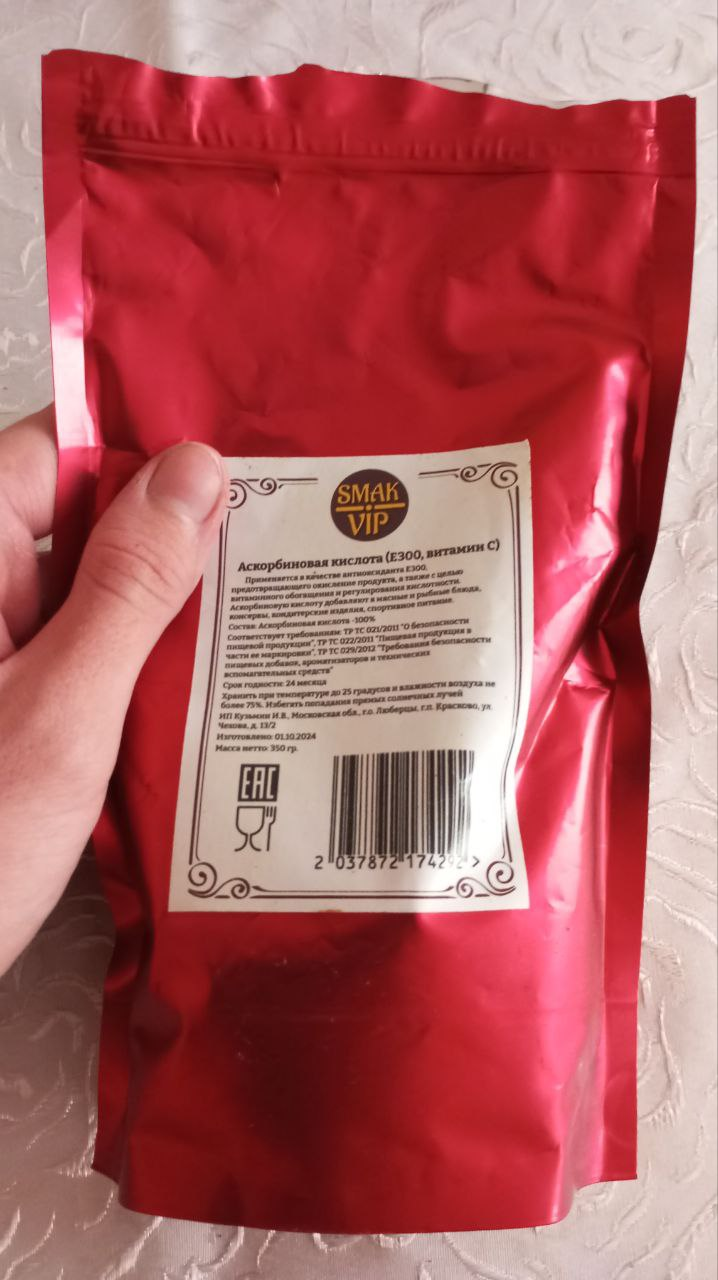 SMAK
VIP
Аскорбиновая кислота (Е300, витамин С)
Применяется в качестве антиоксиданта Е300,
предотвращающего окисление продукта, а также с целью
витаминного обогащения и регулирования кислотности.
Аскорбиновую кислоту добавляют в мясные и рыбные блюда,
консервы, кондитерские изделия, спортивное питание.
Состав: Аскорбиновая кислота -100%
Соответствует требованиям: ТР ТС 021/2011 "О безопасности
пищевой продукции", ТР ТС 022/2011 "Пищевая продукция в
части ее маркировки", ТР ТС 029/2012 "Требования безопасности
пищевых добавок, ароматизаторов и технических
вспомогательных средств"
Срок годности: 24 месяца
Хранить при температуре до 25 градусов и влажности воздуха не
более 75%. Избегать попадания прямых солнечных лучей
ИП Кузьмин И.В., Московская обл., г.о. Люберцы, г.п. Красково, ул.
Чехова, д. 13/2
Изготовлено: 01.10.2024
Масса нетто: 350 гр.
EAC
2 037872 174292 >